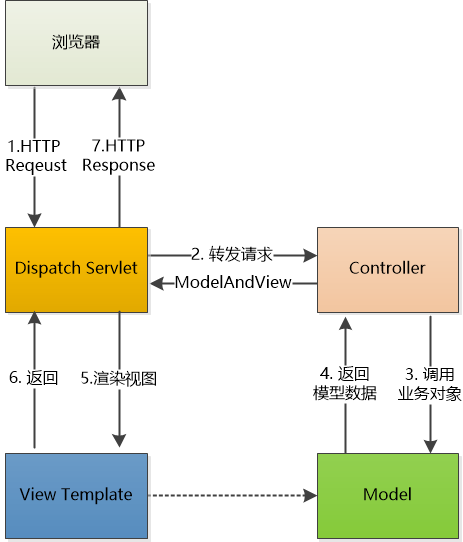 浏览器
1.HTTP
Reqeust
7.HTTP
Response
Dispatch Servlet
2. 转发请求
ModelAndView
Controller
6. 返回
5.渲染视图
4. 返回
模型数据
3. 调用
业务对象
View Template
Model